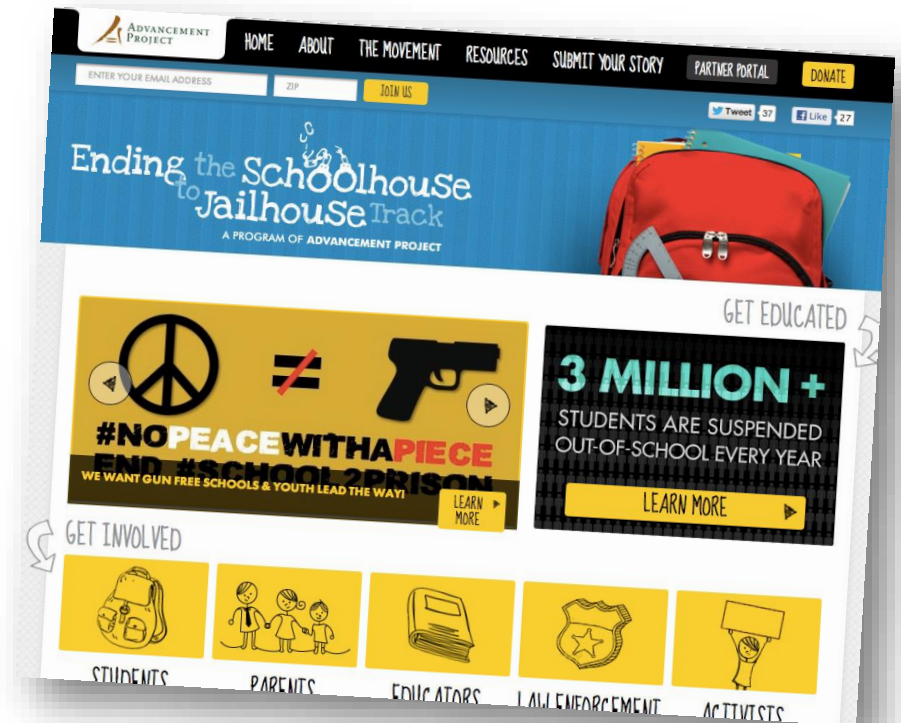 ADVANCEMENT
PROJECT
HOME ABOUT THE MOVEMENT RESOURCES SUBMIT YOUR STORY PARTNER PORTAL DONATE
ENTER YOUR EMAIL ADDRESS ZIP JOIN US
Tweet 37 Like 27
Ending the Schoolhouse
to Jailhouse Track
A PROGRAM OF ADVANCEMENT PROJECT
GET EDUCATED
#NOPEACEWITHAPIECE
END #SCHOOL2PRISON
WE WANT GUN FREE SCHOOLS & YOUTH LEAD THE WAY!
LEARN
MORE
3 MILLION +
STUDENTS ARE SUSPENDED
OUT-OF-SCHOOL EVERY YEAR
LEARN MORE
GET INVOLVED
STUDENTS PARENTS EDUCATORS LAW ENFORCEMENT ACTIVISTS